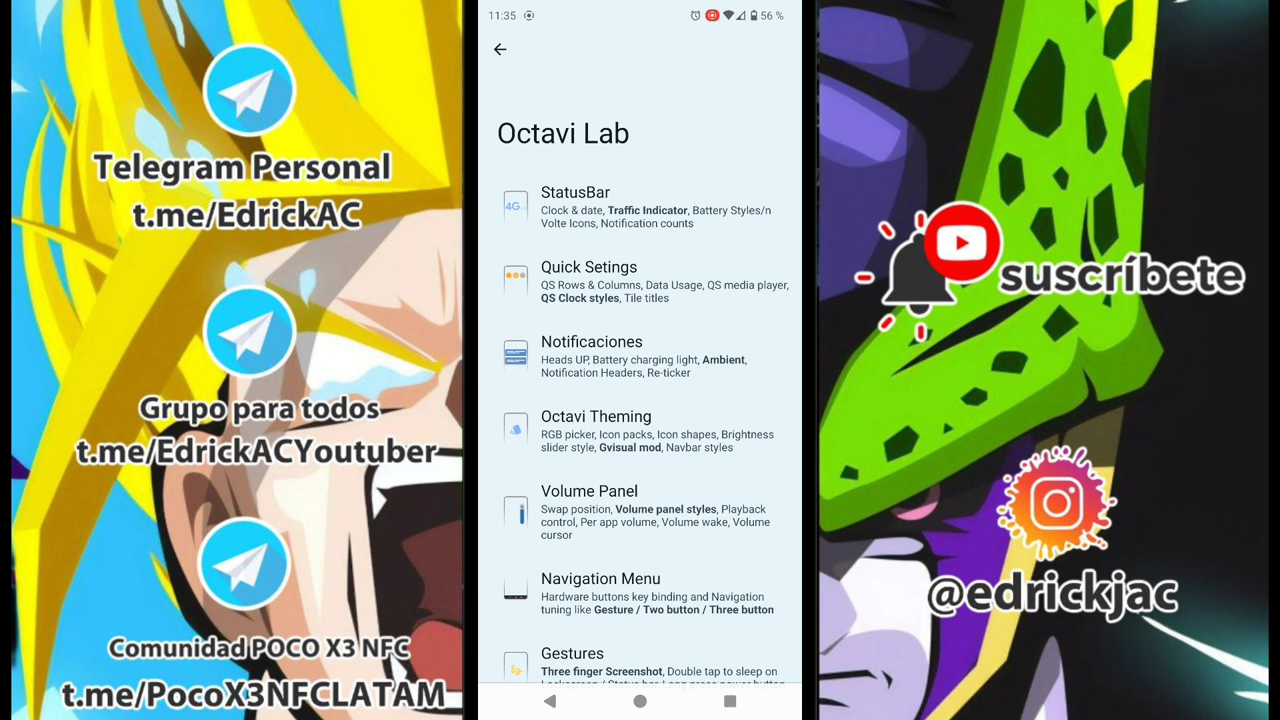 Telegram Personal
t.me/EdrickAC
Grupo para todos
t.me/EdrickACYoutuber
Comunidad POCO X3 NFC
t.me/PocoX3NFCLATAM
11:35
56 %
Octavi Lab
4G
StatusBar
Clock & date, Traffic Indicator, Battery Styles/n
Volte Icons, Notification counts
Quick Setings
QS Rows & Columns, Data Usage, QS media player,
QS Clock styles, Tile titles
Notificaciones
Heads UP, Battery charging light, Ambient,
Notification Headers, Re-ticker
Octavi Theming
RGB picker, Icon packs, Icon shapes, Brightness
slider style, Gvisual mod, Navbar styles
Volume Panel
Swap position, Volume panel styles, Playback
control, Per app volume, Volume wake, Volume
cursor
Navigation Menu
Hardware buttons key binding and Navigation
tuning like Gesture / Two button / Three button
Gestures
Three finger Screenshot, Double tap to sleep on
suscríbete
@edrickjac